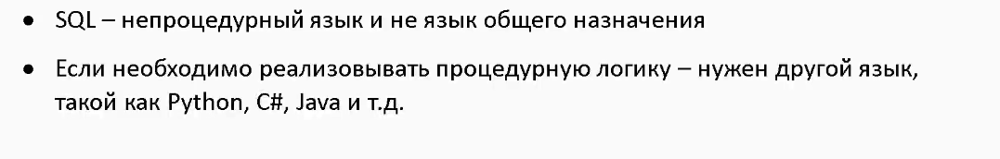 • SQL – непроцедурный язык и не язык общего назначения
• Если необходимо реализовывать процедурную логику – нужен другой язык,
такой как Python, C#, Java и т.д.